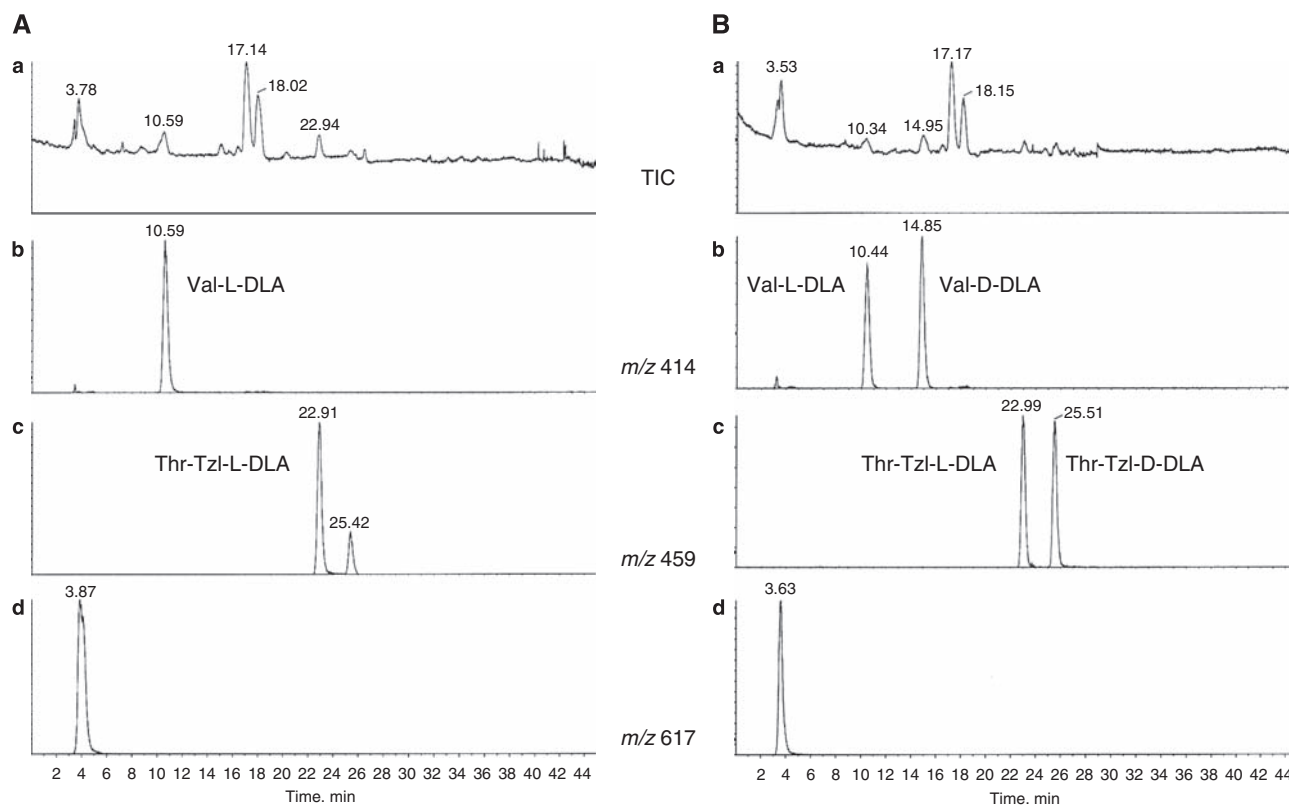 A
a
3.78
10.59
17.14
18.02
22.94
b
10.59
Val-L-DLA
c
22.91
Thr-Tzl-L-DLA
25.42
d
3.87
2 4 6 8 10 12 14 16 18 20 22 24 26 28 30 32 34 36 38 40 42 44
Time, min
TIC
m/z 414
m/z 459
m/z 617
B
a
3.53
10.34
14.95
17.17
18.15
b
10.44
14.85
Val-L-DLA
Val-D-DLA
c
22.99
25.51
Thr-Tzl-L-DLA
Thr-Tzl-D-DLA
d
3.63
2 4 6 8 10 12 14 16 18 20 22 24 26 28 30 32 34 36 38 40 42 44
Time, min